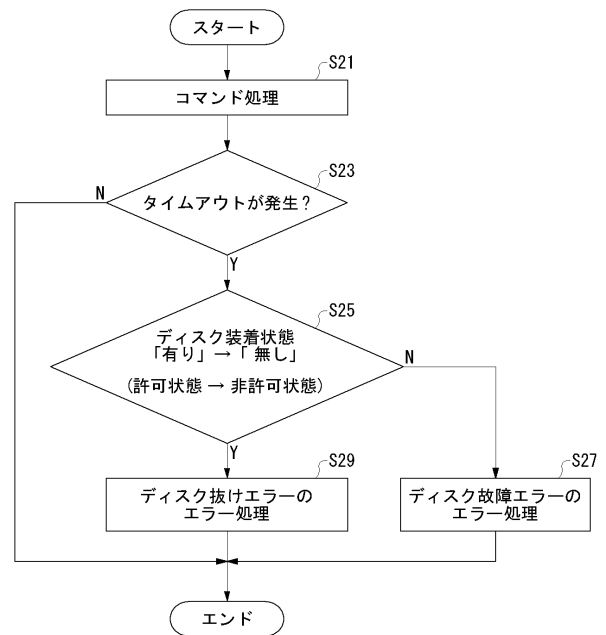 スタート
S21
コマンド処理
S23
N
タイムアウトが発生？
Y
S25
ディスク装着状態
「有り」→「 無し」
(許可状態 → 非許可状態)
N
Y
S29
ディスク抜けエラーの
エラー処理
S27
ディスク故障エラーの
エラー処理
エンド